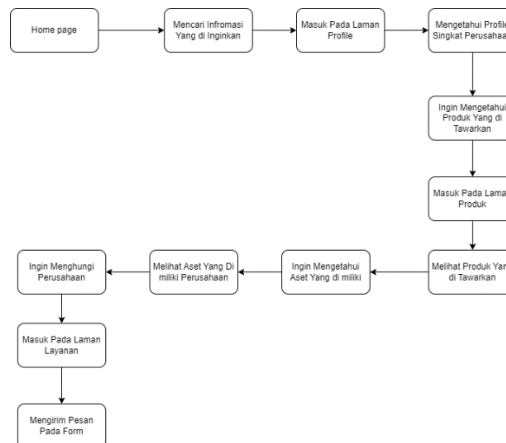 Home page
Mencari Infromasi
Yang di Inginkan
Masuk Pada Laman
Profile
Mengetahui Profile
Singkat Perusahaa
Ingin Mengetahui
Produk Yang di
Tawarkan
Masuk Pada Lama
Produk
Melihat Produk Yan
di Tawarkan
Ingin Mengetahui
Aset Yang di miliki
Melihat Aset Yang Di
miliki Perusahaan
Ingin Menghungi
Perusahaan
Masuk Pada Laman
Layanan
Mengirim Pesan
Pada Form